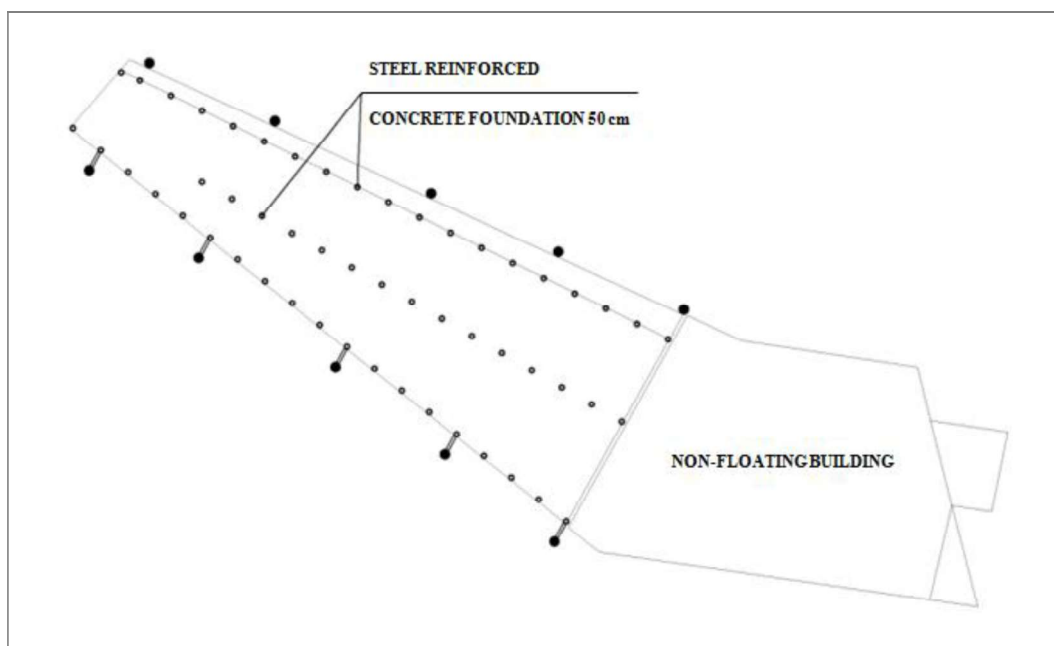 STEEL REINFORCED
CONCRETE FOUNDATION 50 cm
NON-FLOATING BUILDING